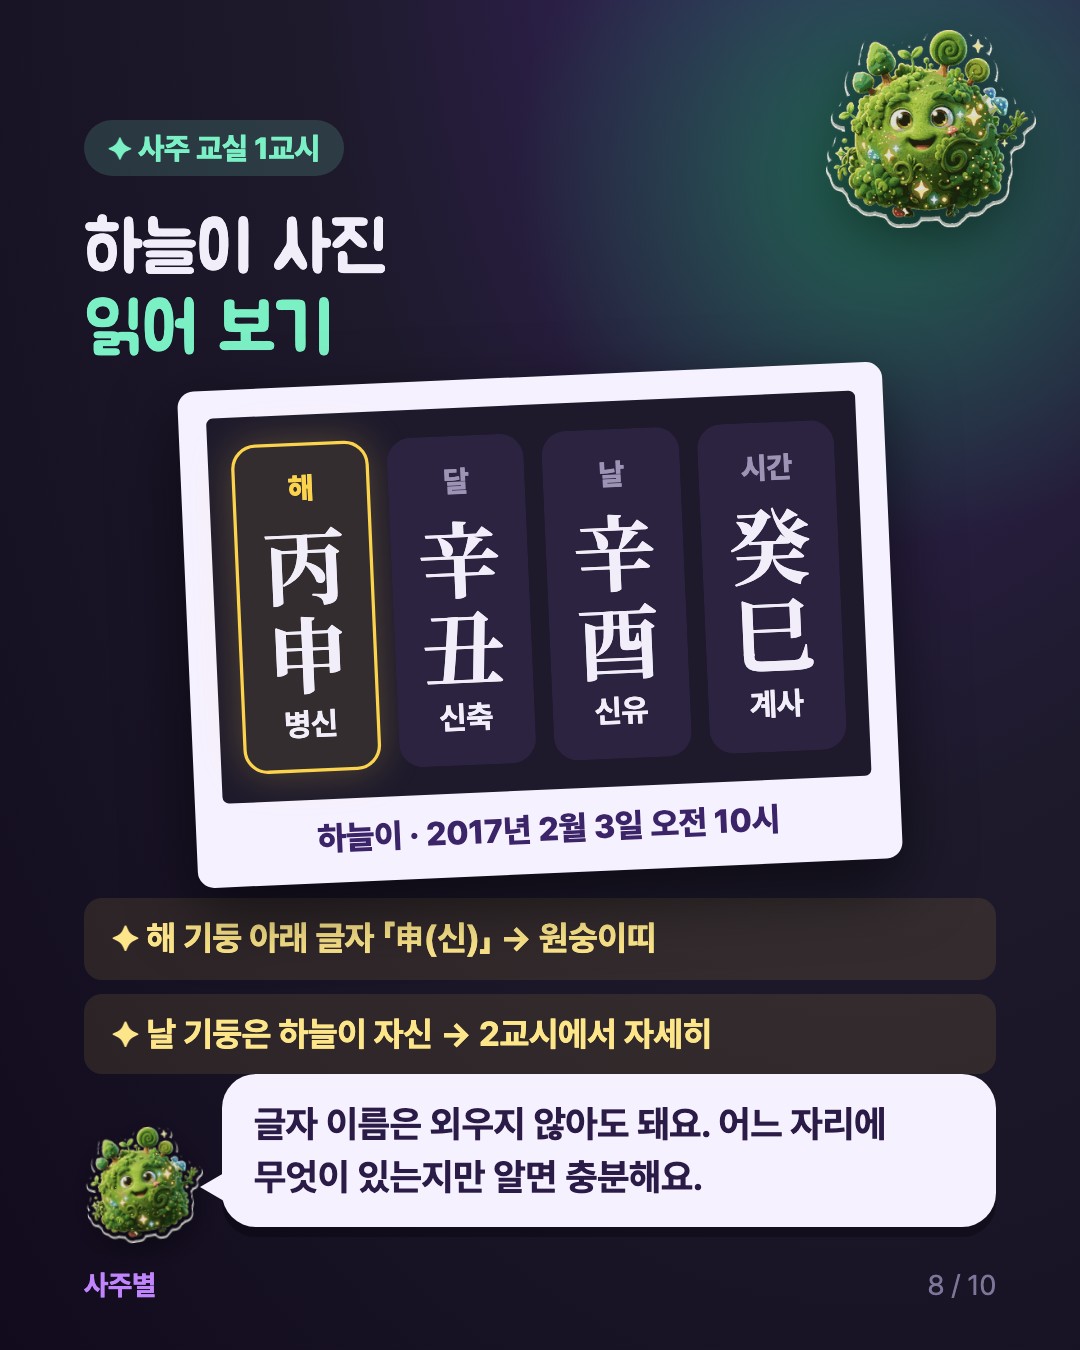 ✦ 사주 교실 1교시
하늘이 사진
읽어 보기
해 달 날 시간
丙 辛 辛 癸
申 丑 酉 巳
병신 신축 신유 계사
하늘이 · 2017년 2월 3일 오전 10시
✦ 해 기둥 아래 글자 「申(신)」 → 원숭이띠
✦ 날 기둥은 하늘이 자신 → 2교시에서 자세히
글자 이름은 외우지 않아도 돼요. 어느 자리에
무엇이 있는지만 알면 충분해요.
사주별
8 / 10